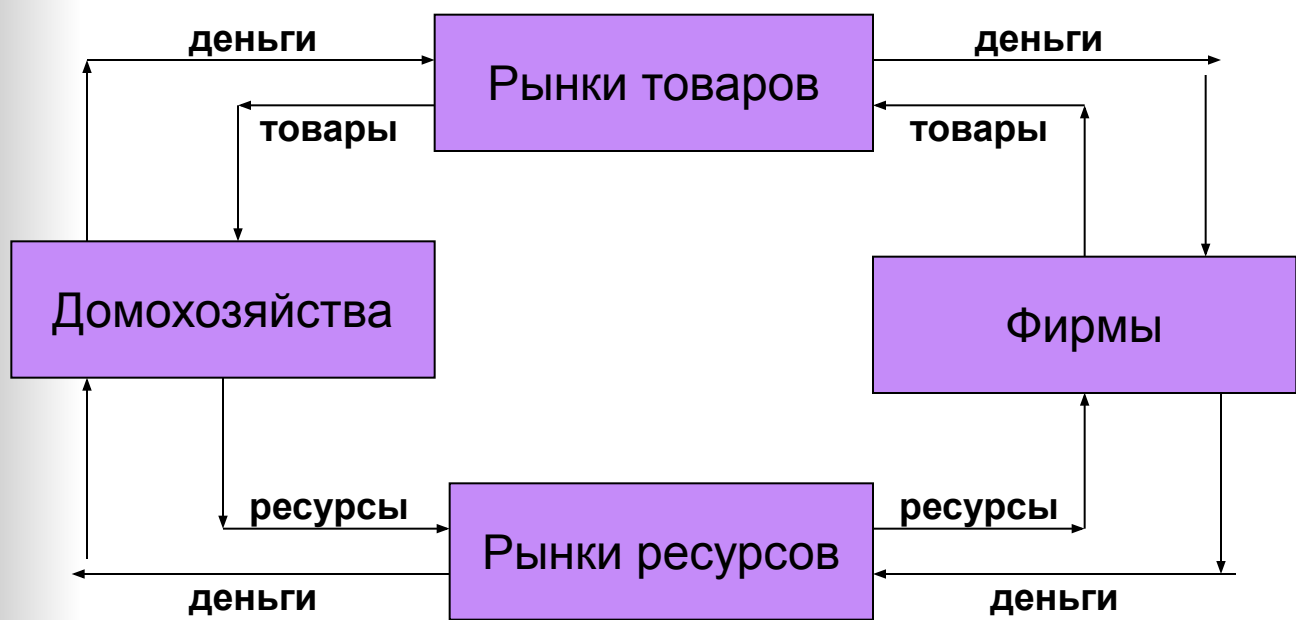 деньги
деньги
Рынки товаров
товары
товары
Домохозяйства
Фирмы
ресурсы
ресурсы
Рынки ресурсов
деньги
деньги